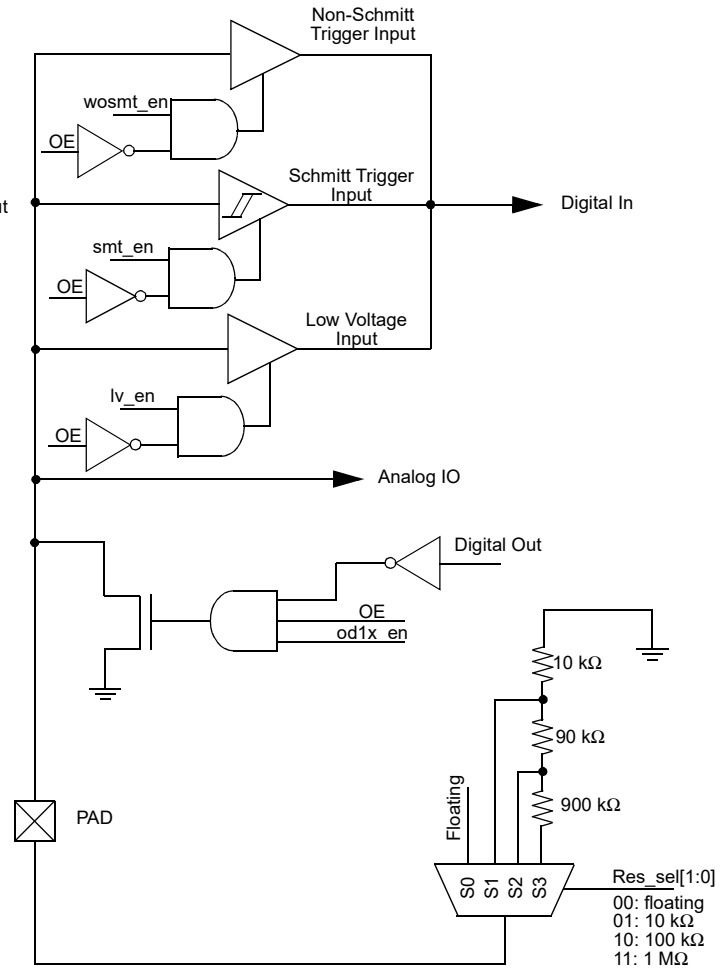 Non-Schmitt
Trigger Input
wosmt_en
OE
Schmitt Trigger
Input
Digital In
smt_en
OE
Low Voltage
Input
lv_en
OE
Analog IO
Digital Out
OE
od1x_en
10 kΩ
90 kΩ
900 kΩ
Floating
PAD
S0
S1
S2
S3
Res_sel[1:0]
00: floating
01: 10 kΩ
10: 100 kΩ
11: 1 MΩ